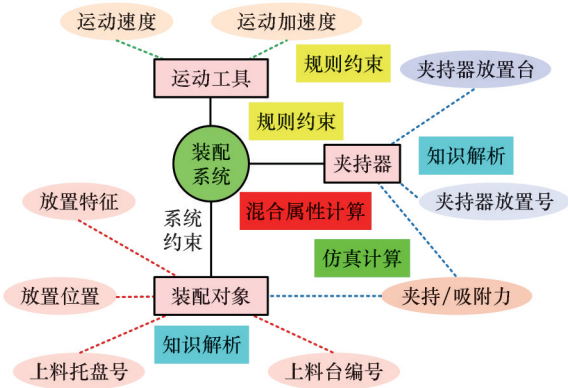 运动速度
运动加速度
规则约束
夹持器放置台
运动工具
规则约束
装配
系统
夹持器
知识解析
放置特征
系统
约束
混合属性计算
夹持器放置号
仿真计算
放置位置
装配对象
夹持/吸附力
知识解析
上料托盘号
上料台编号